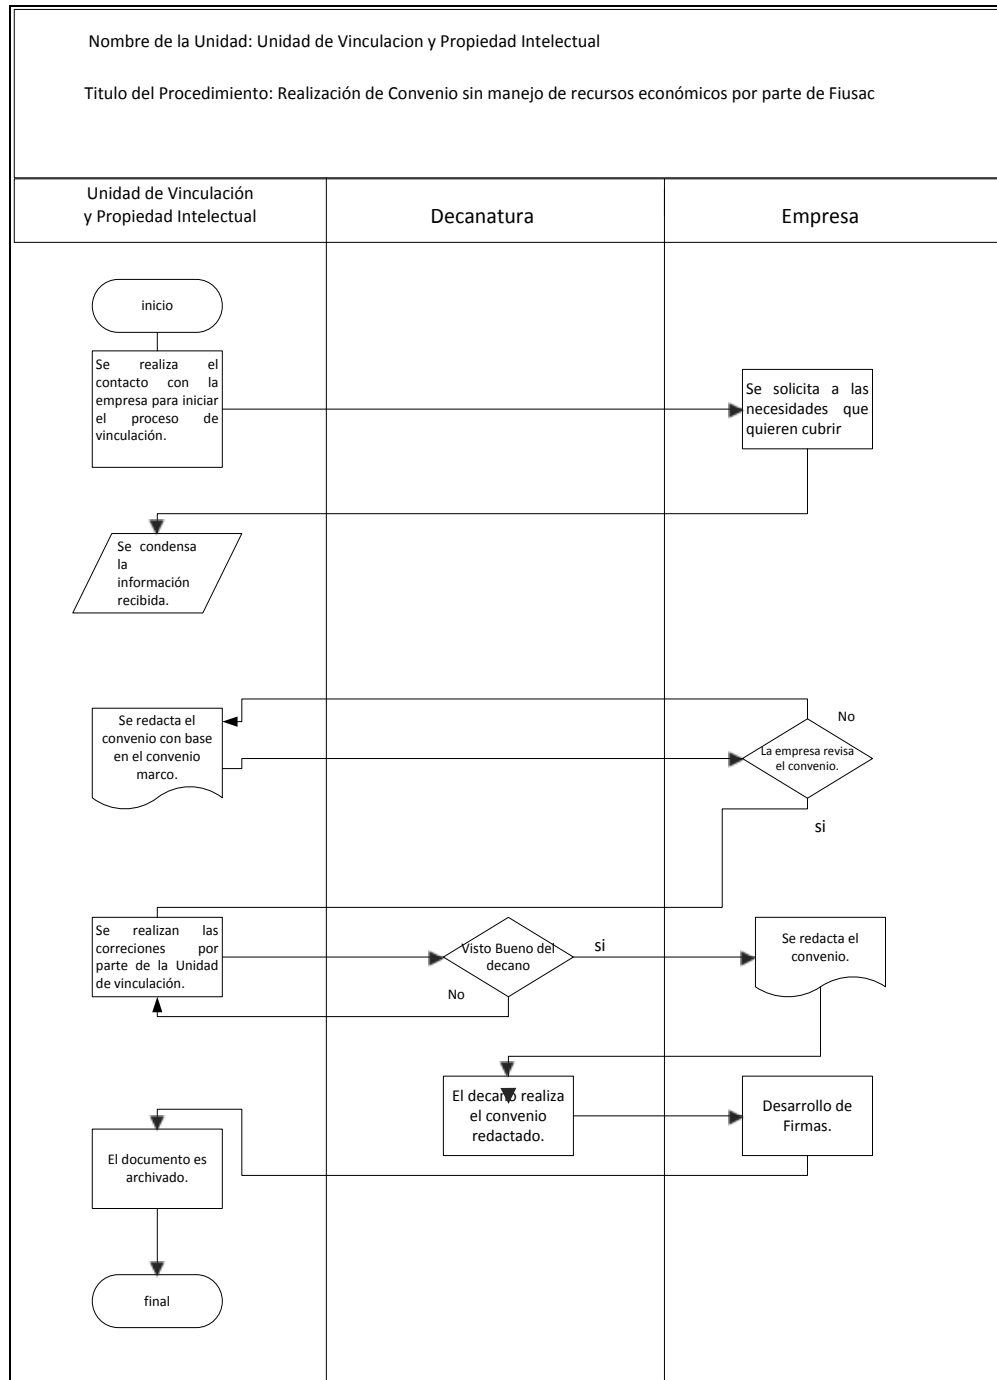 Nombre de la Unidad: Unidad de Vinculacion y Propiedad Intelectual
Titulo del Procedimiento: Realización de Convenio sin manejo de recursos económicos por parte de Fiusac
Unidad de Vinculación
y Propiedad Intelectual
Decanatura
Empresa
inicio
Se realiza el
contacto con la
empresa para iniciar
el proceso de
vinculación.
Se solicita a las
necesidades que
quieren cubrir
Se condensa
la
información
recibida.
Se redacta el
convenio con base
en el convenio
marco.
No
La empresa revisa
el convenio.
si
Se realizan las
correciones por
parte de la Unidad
de vinculación.
Visto Bueno del
decano
si
No
Se redacta el
convenio.
El decano realiza
el convenio
redactado.
Desarrollo de
Firmas.
El documento es
archivado.
final